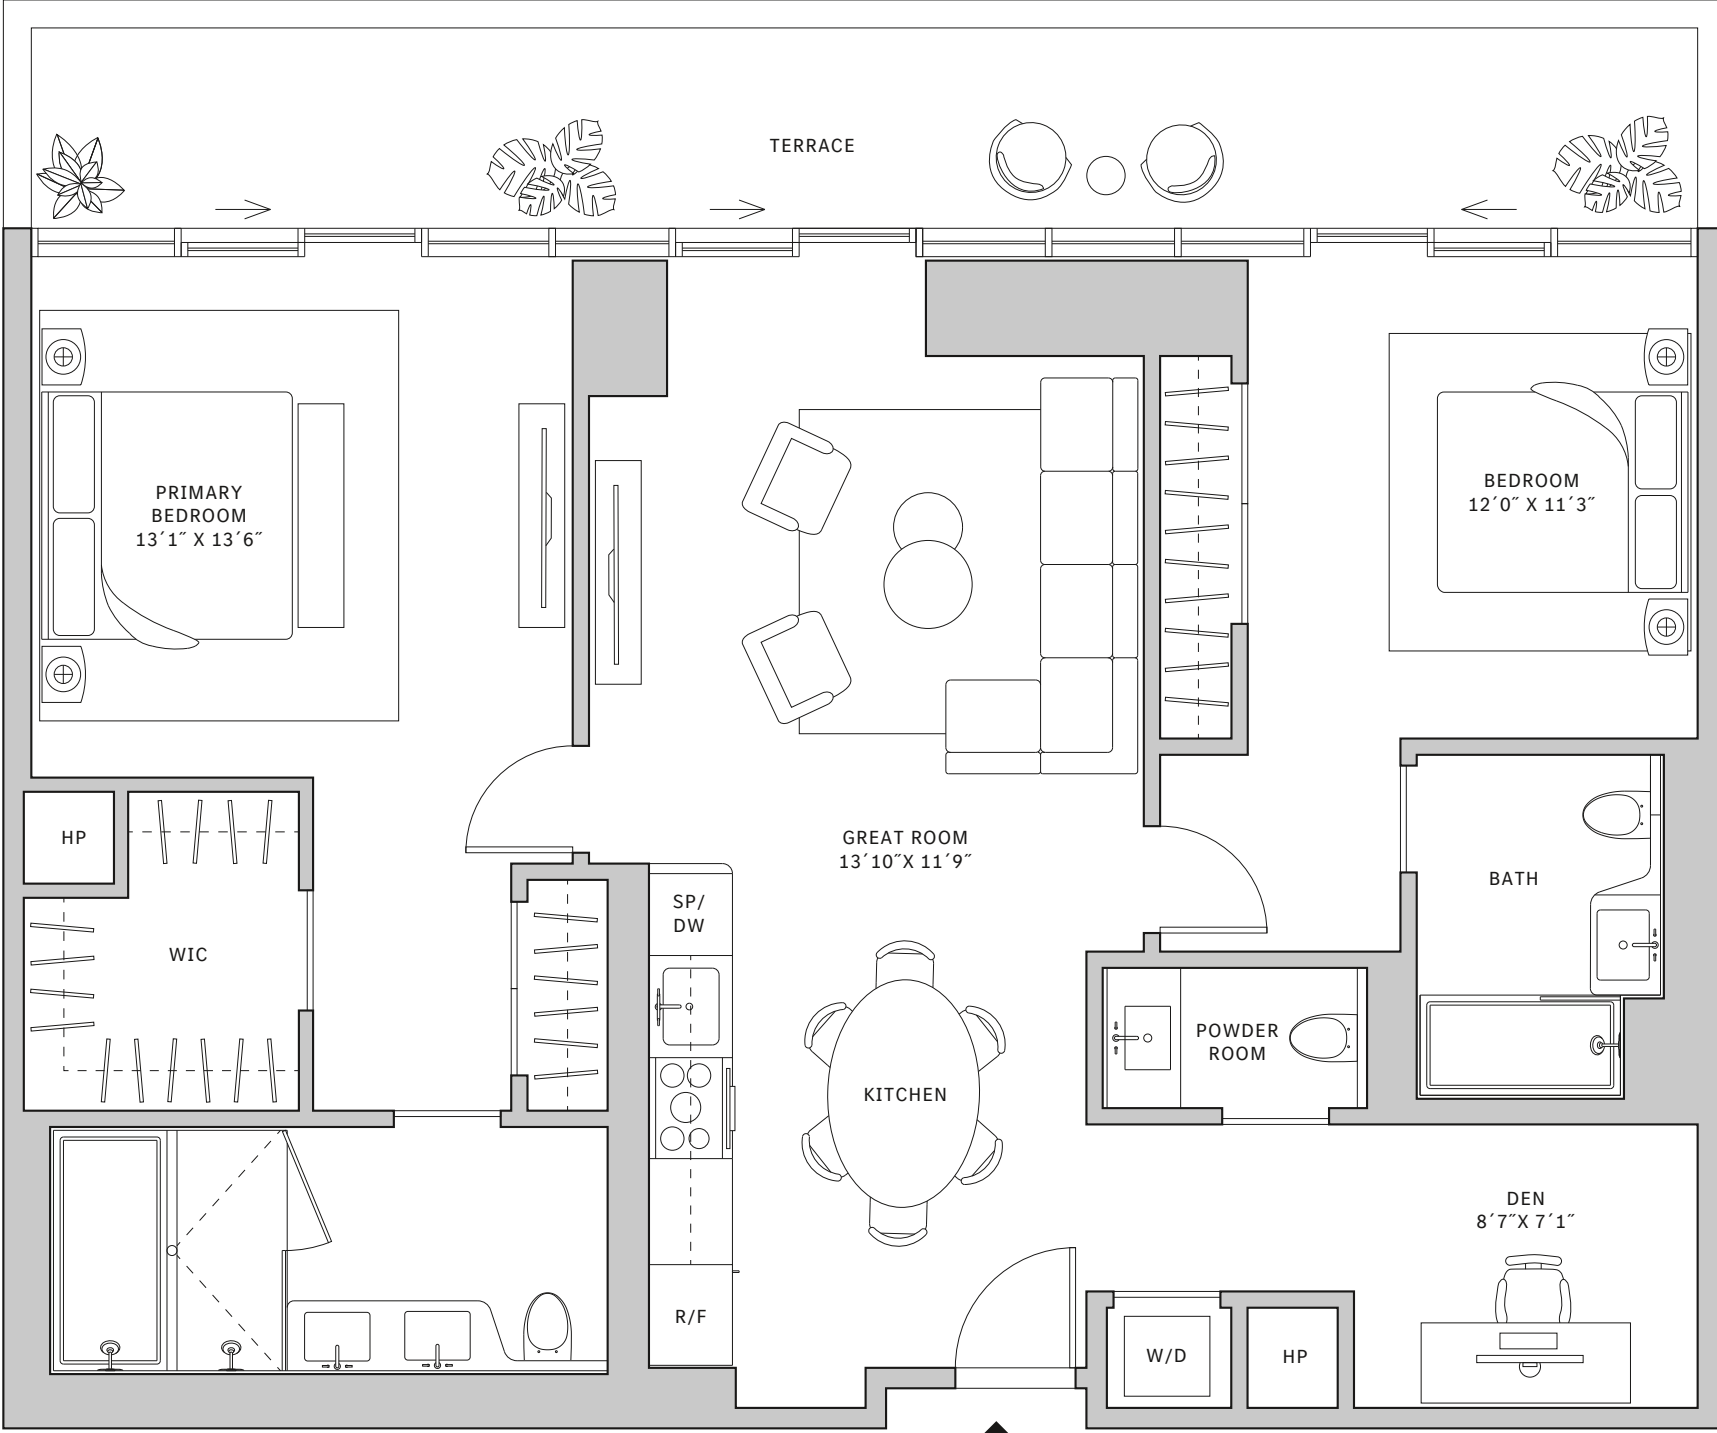 TERRACE
PRIMARY
BEDROOM
13´1˝ X 13´6˝
BEDROOM
12´0˝ X 11´3˝
HP
GREAT ROOM
13´10˝X 11´9˝
BATH
SP/
DW
WIC
POWDER
ROOM
KITCHEN
DEN
8´7˝X 7´1˝
R/F
W/D
HP